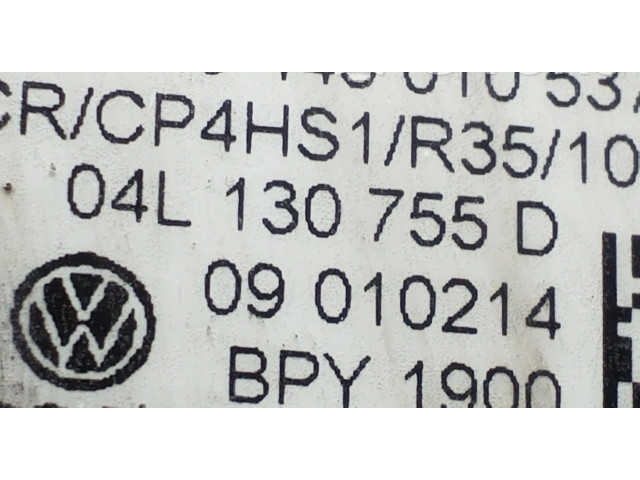 CR/CP4HS1/R35/10
04L 130 755 D
09 010214
BPY 1900